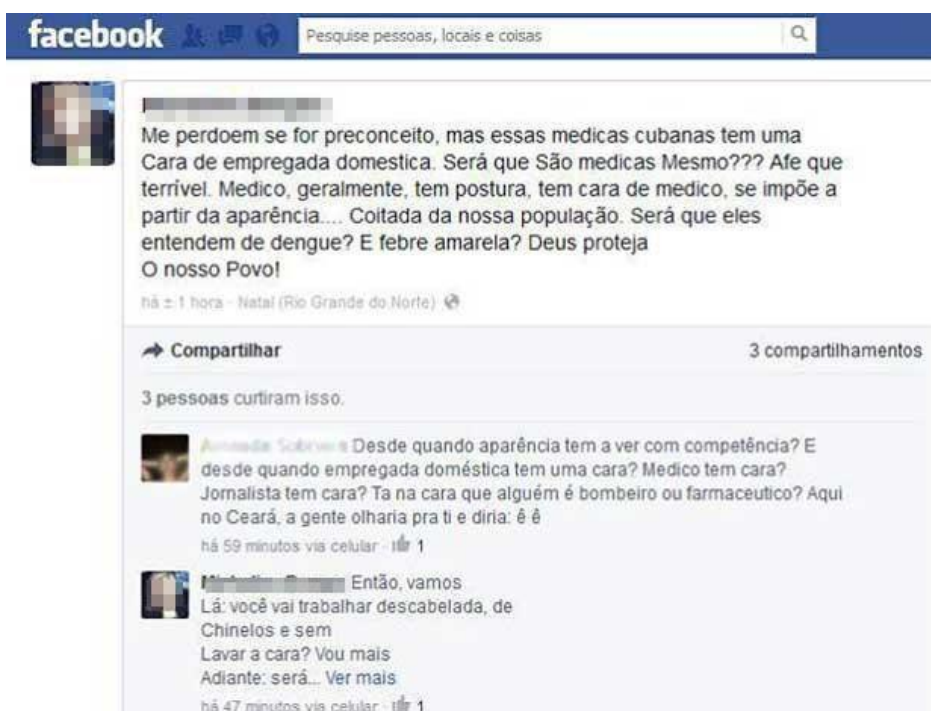 facebook
Pesquise pessoas, locais e coisas
Me perdoem se for preconceito, mas essas medicas cubanas tem uma
Cara de empregada domestica. Será que São medicas Mesmo??? Afe que
terrível. Medico, geralmente, tem postura, tem cara de medico, se impõe a
partir da aparência.... Coitada da nossa população. Será que eles
entendem de dengue? E febre amarela? Deus proteja
O nosso Povo!
há ± 1 hora · Natal (Rio Grande do Norte)
Compartilhar
3 compartilhamentos
3 pessoas curtiram isso.
Desde quando aparência tem a ver com competência? E
desde quando empregada doméstica tem uma cara? Medico tem cara?
Jornalista tem cara? Ta na cara que alguém é bombeiro ou farmaceutico? Aqui
no Ceará, a gente olharia pra ti e diria: ê ê
há 59 minutos via celular · 1
Então, vamos
Lá: você vai trabalhar descabelada, de
Chinelos e sem
Lavar a cara? Vou mais
Adiante: será... Ver mais
há 47 minutos via celular · 1